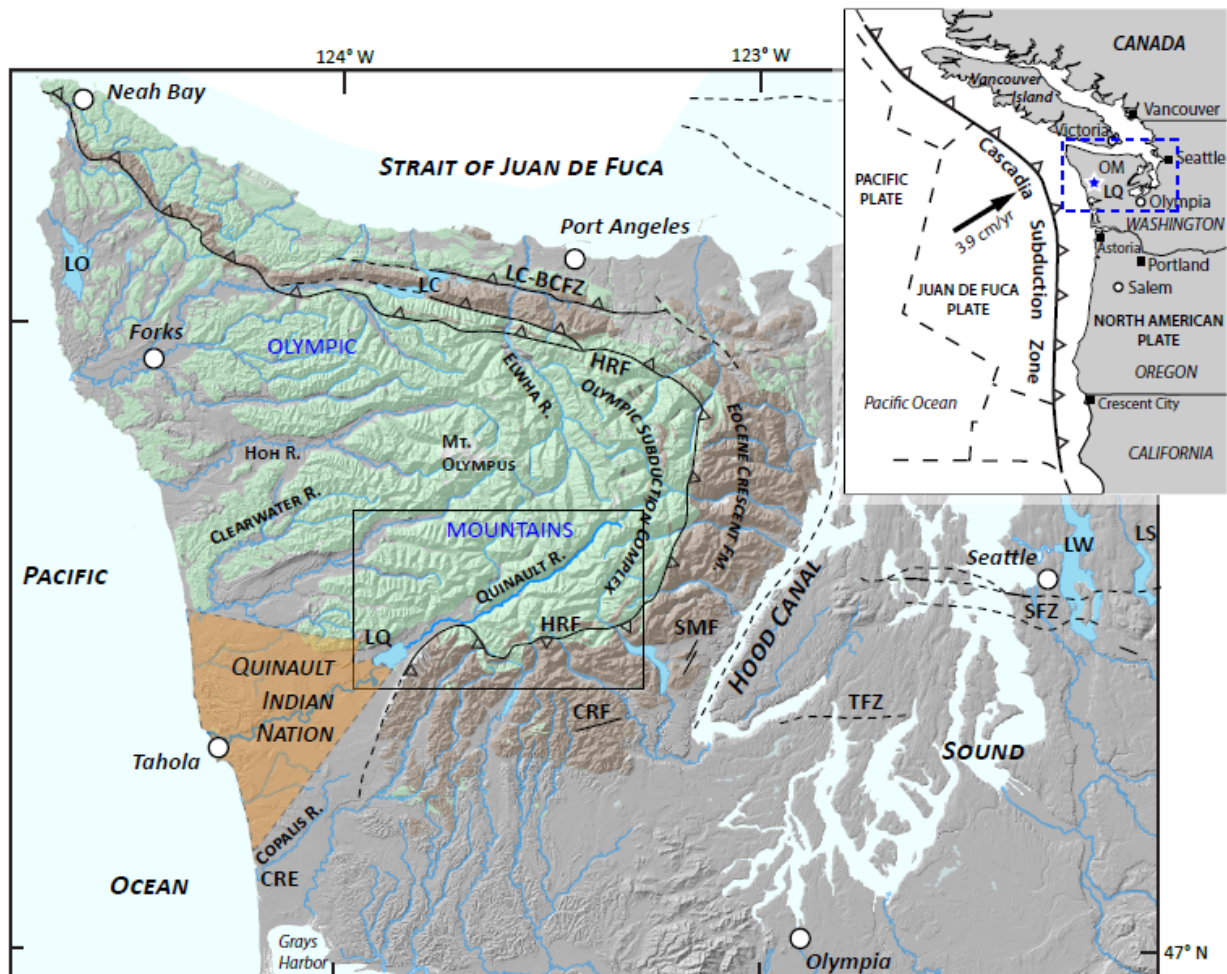 124° W
123° W
Neah Bay
STRAIT OF JUAN DE FUCA
Port Angeles
LO
LC
LC-BCFZ
Forks
OLYMPIC
HRF
ELWHA R.
OLYMPIC SUBDUCTION COMPLEX
EOCENE CRESCENT FM.
MT.
OLYMPUS
HOH R.
CLEARWATER R.
MOUNTAINS
QUINAULT R.
PACIFIC
LQ
HRF
SMF
HOOD CANAL
Seattle
LW
LS
SFZ
QUINAULT
INDIAN
NATION
CRF
TFZ
SOUND
Tahola
COPALIS R.
CRE
OCEAN
Grays
Harbor
Olympia
47° N
CANADA
Vancouver
Island
Vancouver
Victoria
Seattle
OM
LQ
Olympia
WASHINGTON
PACIFIC
PLATE
Cascadia
Subduction
Zone
3.9 cm/yr
Astoria
Portland
JUAN DE FUCA
PLATE
Salem
NORTH AMERICAN
PLATE
OREGON
Pacific Ocean
Crescent City
CALIFORNIA